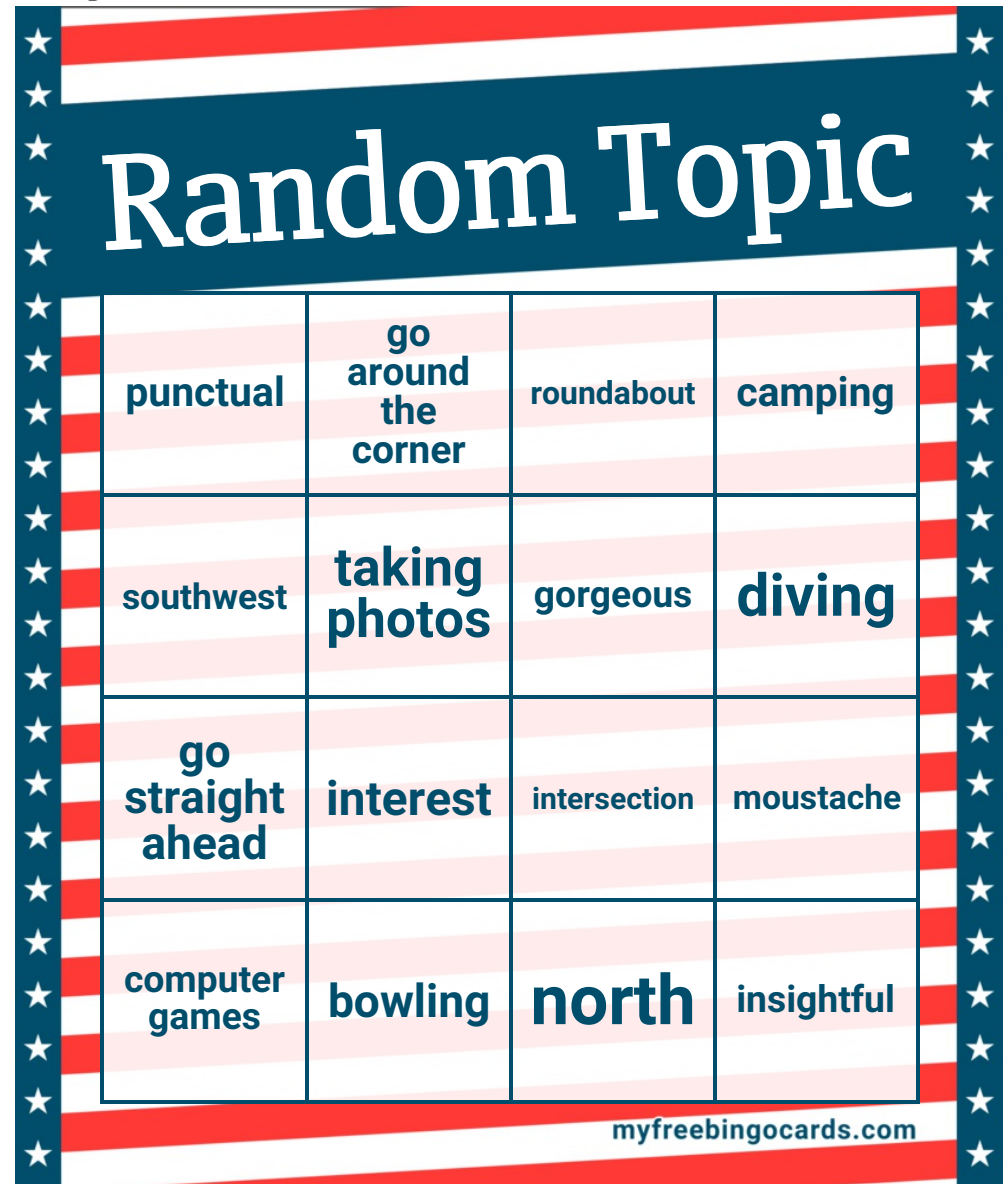 Random Topic
punctual
go
around
the
corner
roundabout
camping
southwest
taking
photos
gorgeous
diving
go
straight
ahead
interest
intersection
moustache
computer
games
bowling
north
insightful
myfreebingocards.com